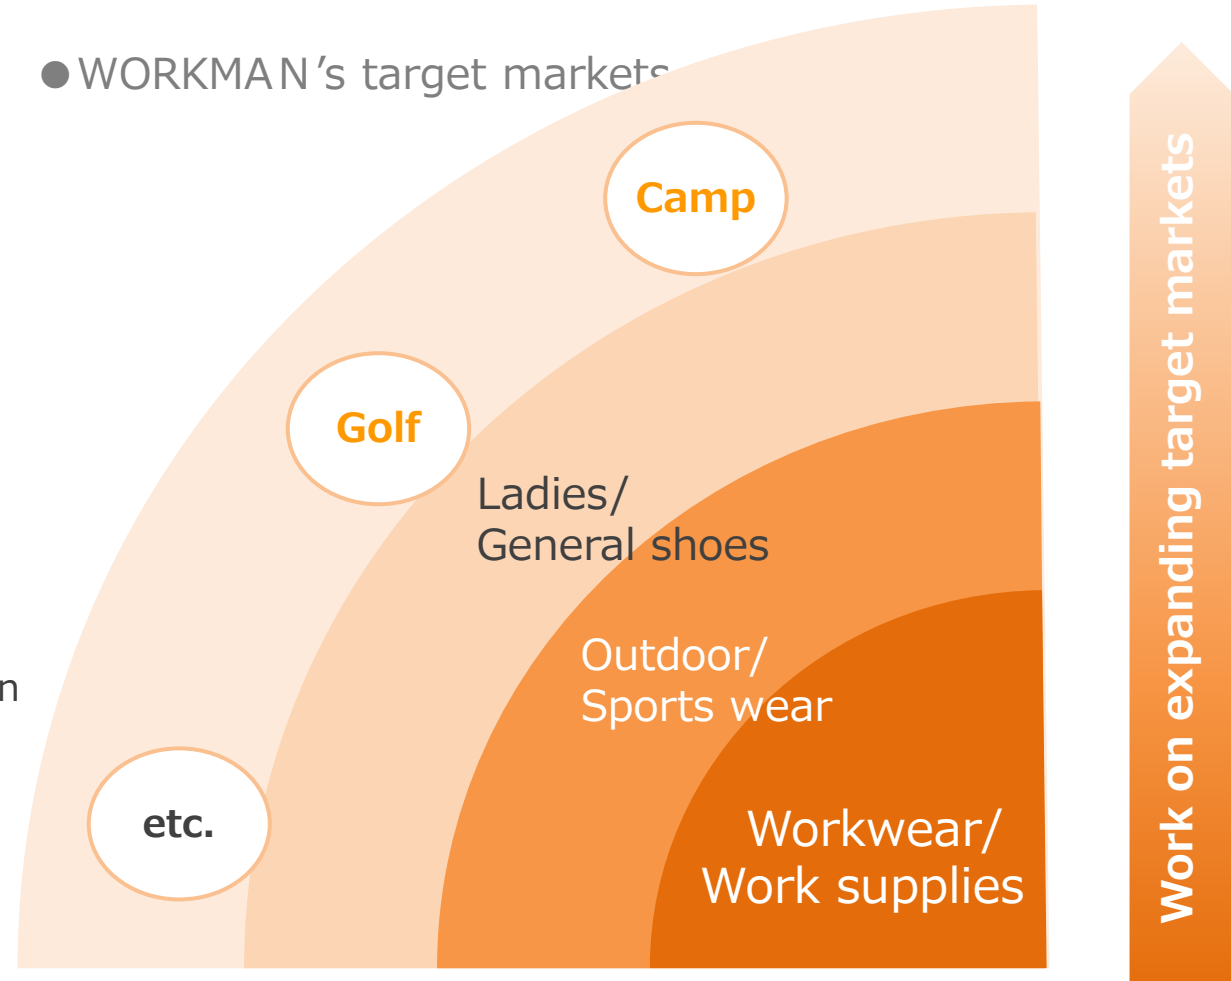 ●WORKMAN’s target markets
Camp
Golf
Ladies/
General shoes
Outdoor/
Sports wear
n
etc.
Workwear/
Work supplies
Work on expanding target markets